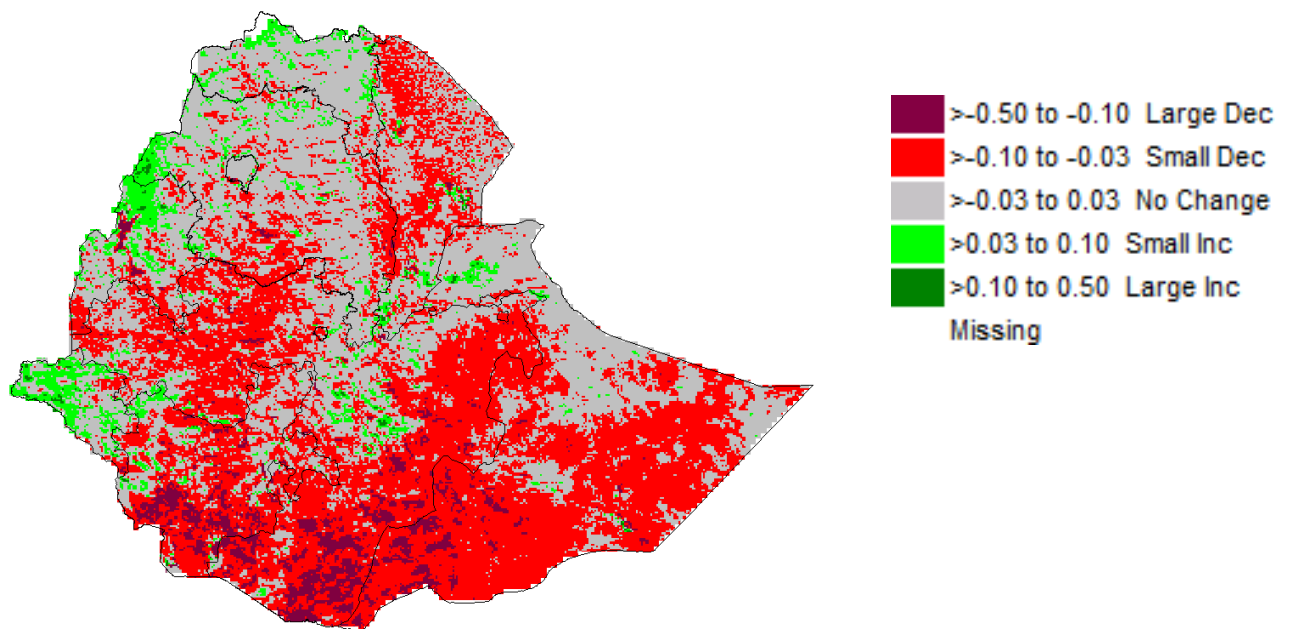 >-0.50 to -0.10 Large Dec
>-0.10 to -0.03 Small Dec
>-0.03 to 0.03 No Change
>0.03 to 0.10 Small Inc
>0.10 to 0.50 Large Inc
Missing